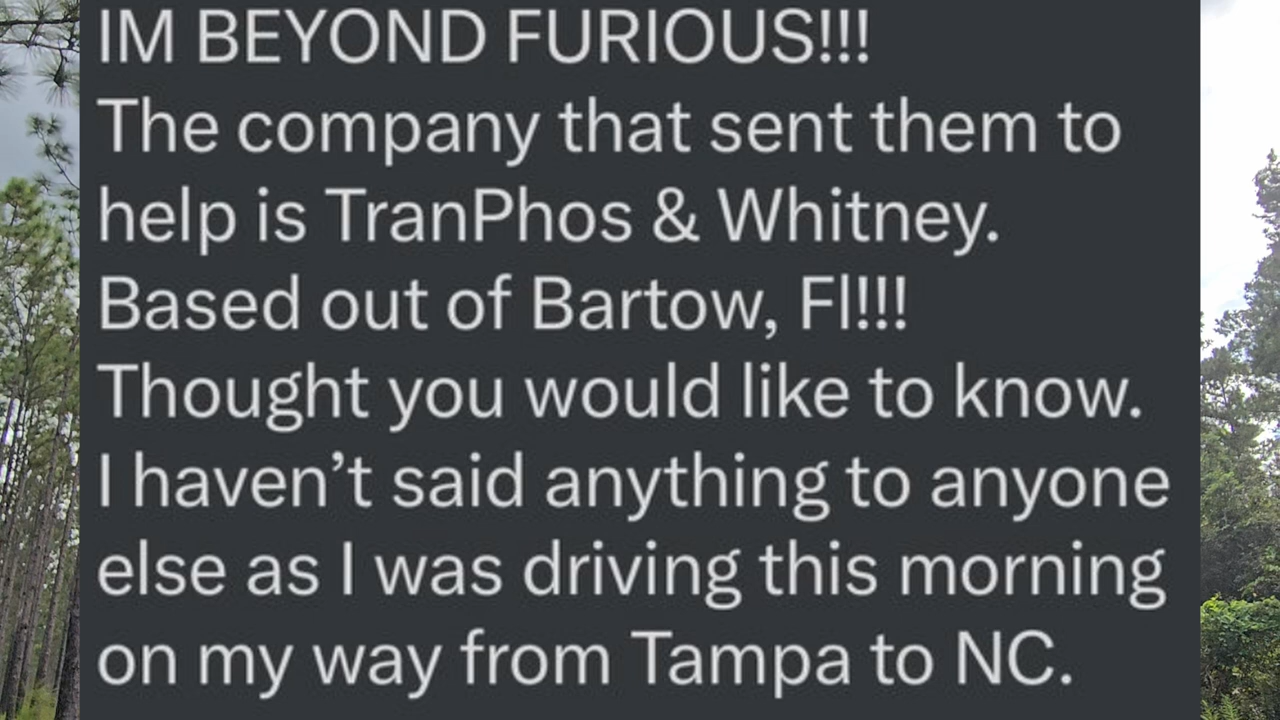 IM BEYOND FURIOUS!!!
The company that sent them to
help is TranPhos & Whitney.
Based out of Bartow, Fl!!!
Thought you would like to know.
I haven’t said anything to anyone
else as I was driving this morning
on my way from Tampa to NC.